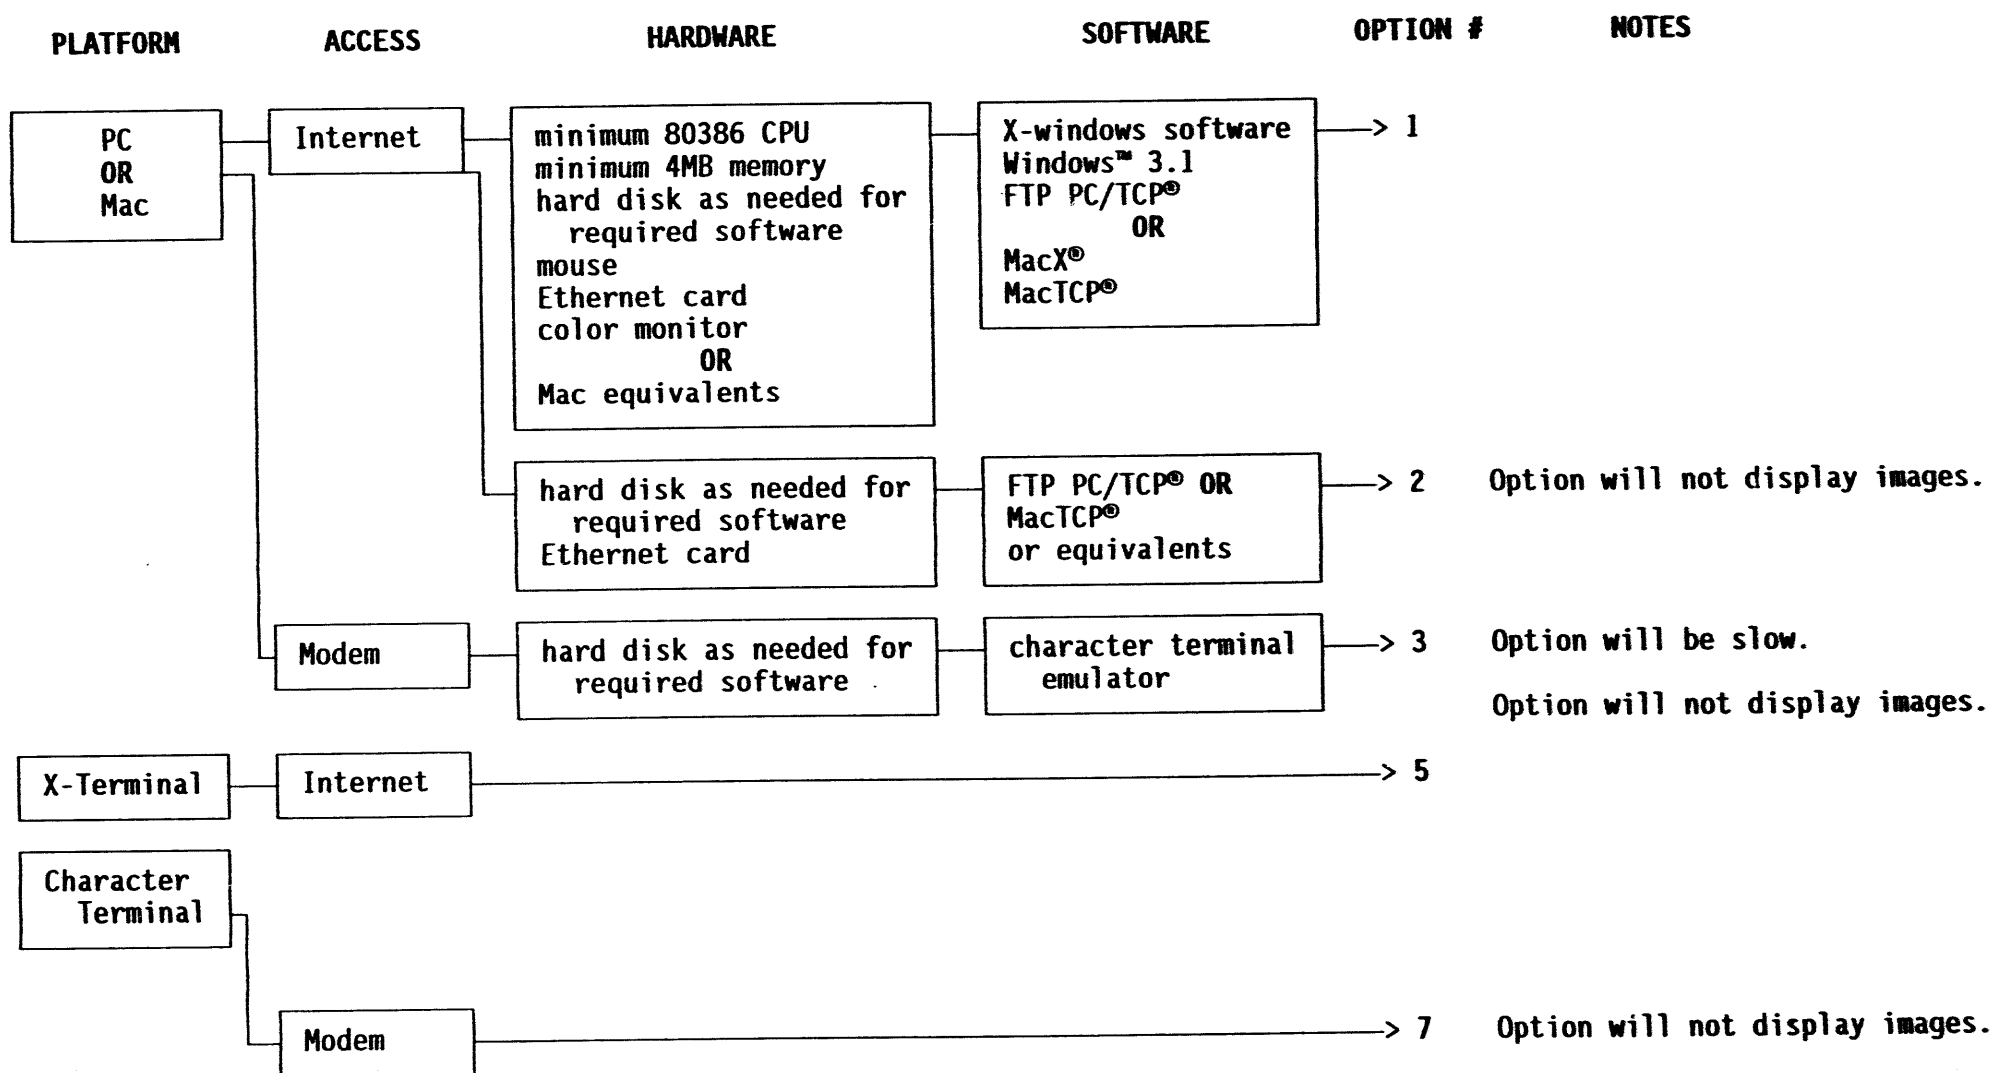 PLATFORM ACCESS HARDWARE SOFTWARE OPTION # NOTES
PC
OR
Mac
Internet
minimum 80386 CPU
minimum 4MB memory
hard disk as needed for
required software
mouse
Ethernet card
color monitor
OR
Mac equivalents
X-windows software
Windows™ 3.1
FTP PC/TCP®
OR
MacX®
MacTCP®
> 1
hard disk as needed for
required software
Ethernet card
FTP PC/TCP® OR
MacTCP®
or equivalents
> 2
Option will not display images.
Modem
hard disk as needed for
required software
character terminal
emulator
> 3
Option will be slow.
Option will not display images.
X-Terminal
Internet
> 5
Character
Terminal
Modem
> 7
Option will not display images.